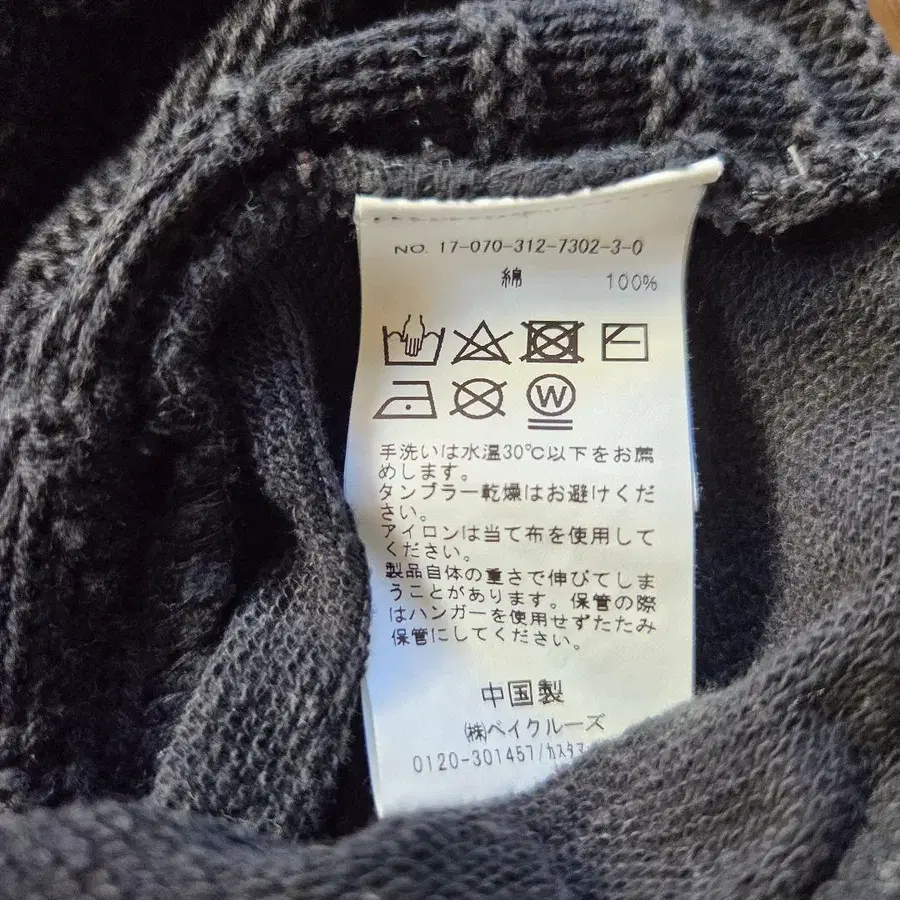 NO. 17-070-312-7302-3-0
綿 100%
W
手洗いは水温30℃以下をお薦
めします。
タンブラー乾燥はお避けくだ
さい。
アイロンは当て布を使用して
ください。
製品自体の重さで伸びてしま
うことがあります。保管の際
はハンガーを使用せずたたみ
保管にしてください。
中国製
㈱ベイクルーズ
0120-301457/カスタマ